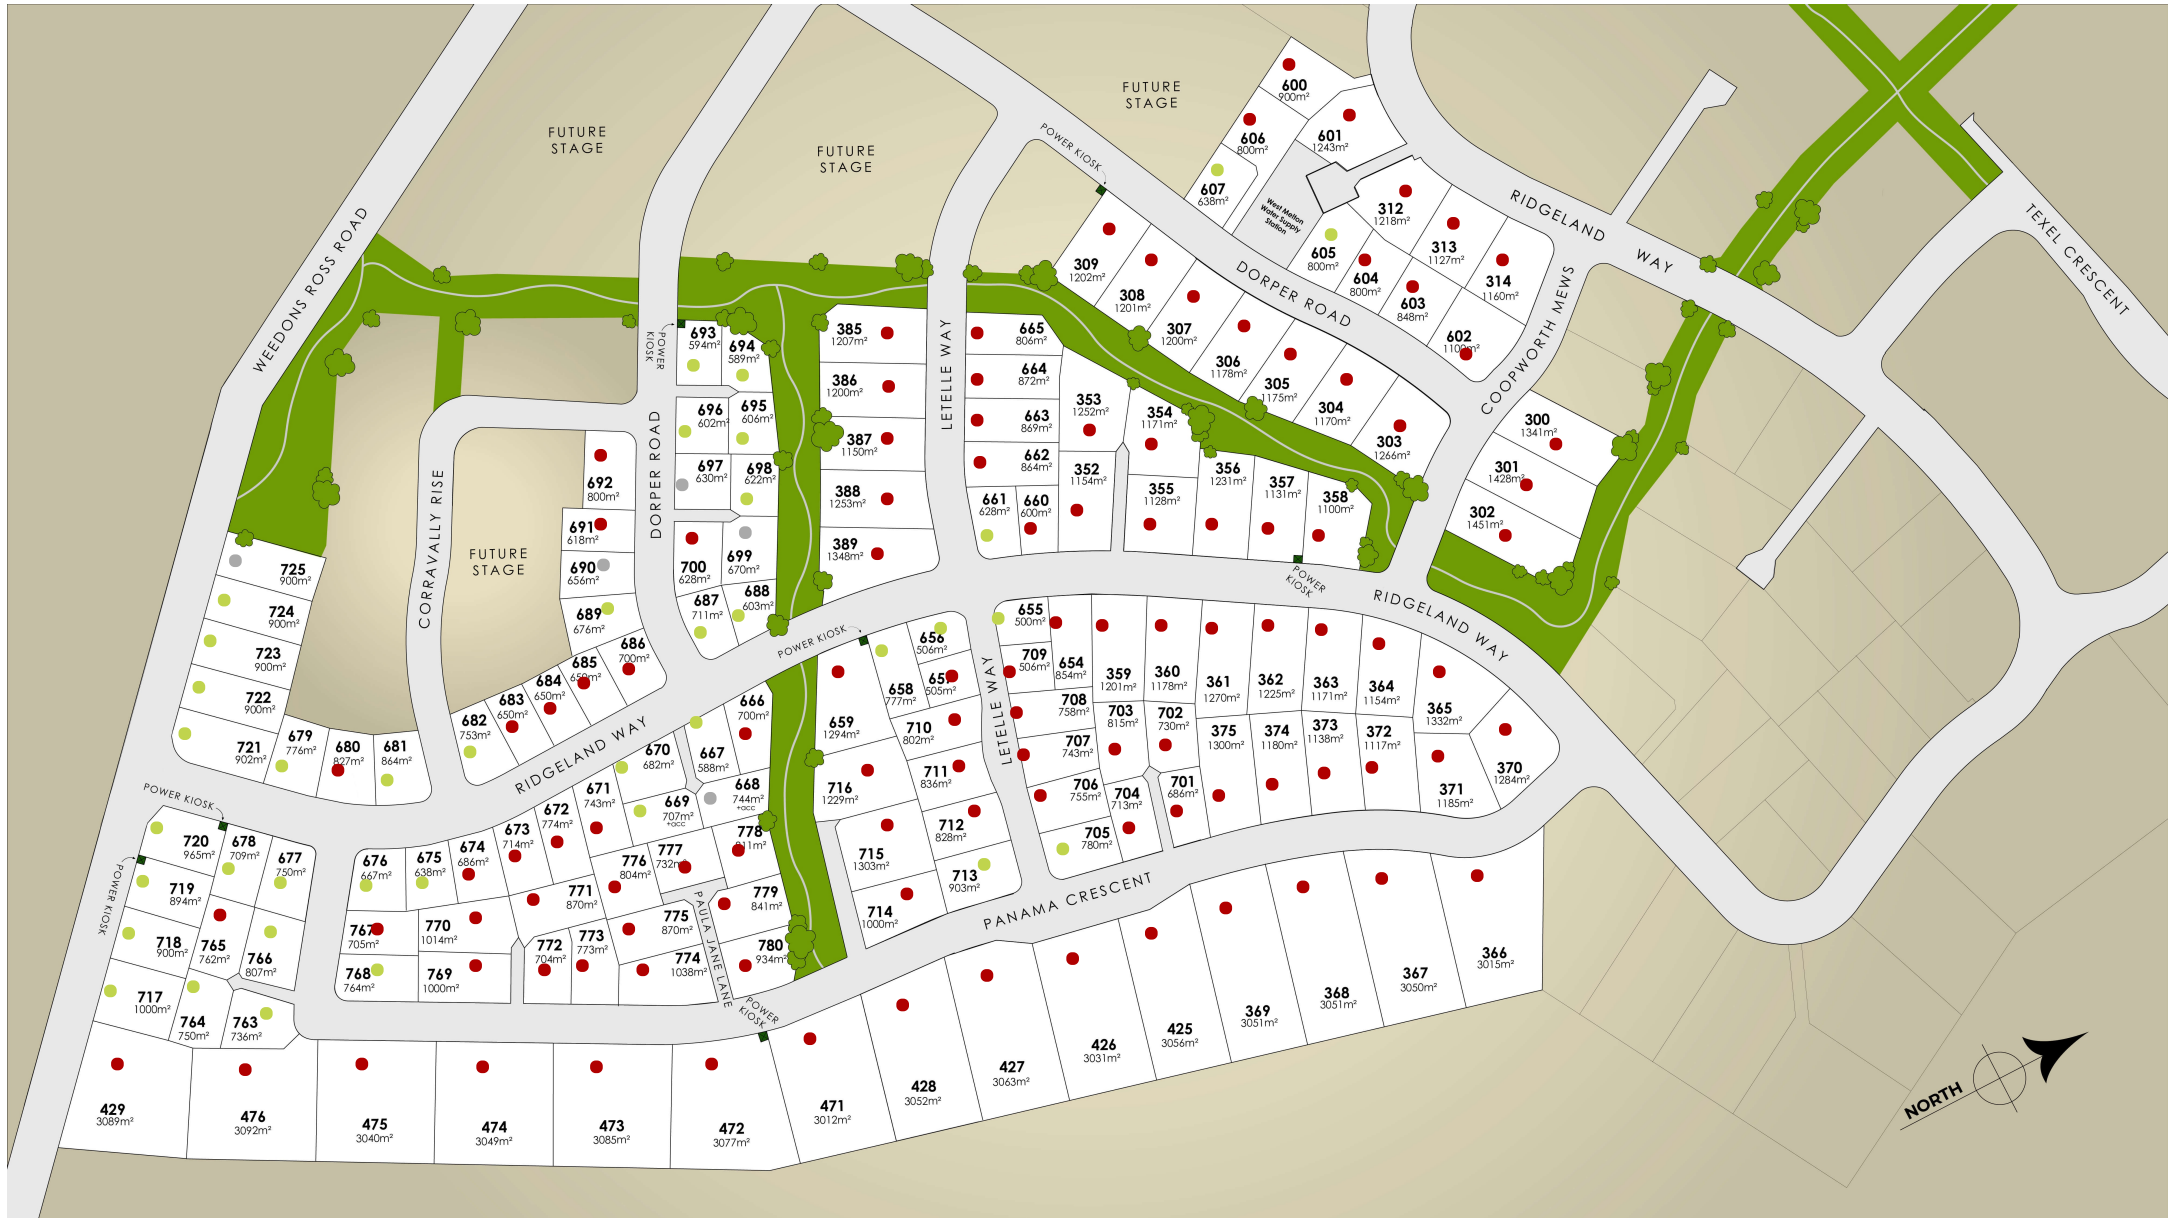 FUTURE
STAGE
FUTURE
STAGE
FUTURE
STAGE
FUTURE
STAGE
WEEDONS ROSS ROAD
CORRAVALLY RISE
DORPER ROAD
LETELLE WAY
DORPER ROAD
COOPWORTH MEWS
RIDGELAND WAY
TEXEL CRESCENT
RIDGELAND WAY
RIDGELAND WAY
LETELLE WAY
PANAMA CRESCENT
PAULA JANE LANE
POWER KIOSK
POWER
KIOSK
POWER
KIOSK
POWER KIOSK
POWER KIOSK
POWER KIOSK
POWER
KIOSK
West Melton
Water Supply
Station
600
900m²
606
800m²
601
1243m²
607
638m²
312
1218m²
313
1127m²
314
1160m²
605
800m²
604
800m²
603
848m²
602
309
1202m²
308
1201m²
307
1200m²
306
1178m²
305
1175m²
304
1170m²
303
1266m²
300
1341m²
301
1428m²
302
1451m²
693
594m²
694
589m²
696
602m²
695
606m²
697
630m²
698
622m²
700
628m²
699
670m²
687
711m²
688
603m²
385
1207m²
386
1200m²
387
1150m²
388
1253m²
389
1348m²
665
806m²
664
872m²
663
869m²
662
864m²
661
628m²
660
600m²
353
1252m²
352
1154m²
354
1171m²
355
1128m²
356
1231m²
357
1131m²
358
1100m²
692
800m²
691
618m²
690
656m²
689
676m²
686
700m²
685
684
650m²
683
650m²
682
753m²
725
900m²
724
900m²
723
900m²
722
900m²
721
902m²
679
776m²
680
827m²
681
864m²
655
500m²
656
506m²
709
506m²
654
854m²
505m²
658
777m²
659
1294m²
359
1201m²
360
1178m²
361
1270m²
362
1225m²
363
1171m²
364
1154m²
365
1332m²
370
1284m²
371
1185m²
372
1117m²
373
1138m²
374
1180m²
375
1300m²
708
758m²
707
743m²
706
755m²
705
780m²
703
815m²
702
730m²
704
713m²
701
686m²
710
802m²
711
836m²
712
828m²
713
903m²
716
1229m²
715
1303m²
714
1000m²
666
700m²
667
588m²
668
744m²
+acc
669
707m²
+acc
670
682m²
671
743m²
672
774m²
673
714m²
674
686m²
675
638m²
676
667m²
677
750m²
678
709m²
720
965m²
719
894m²
718
900m²
717
1000m²
765
762m²
766
807m²
764
750m²
763
736m²
767
705m²
768
764m²
770
1014m²
769
1000m²
771
870m²
772
704m²
773
773m²
774
1038m²
775
870m²
776
804m²
777
778
779
841m²
780
934m²
429
3089m²
476
3092m²
475
3040m²
474
3049m²
473
3085m²
472
3077m²
471
3012m²
428
3052m²
427
3063m²
426
3031m²
425
3056m²
369
3051m²
368
3051m²
367
3050m²
366
3015m²
NORTH